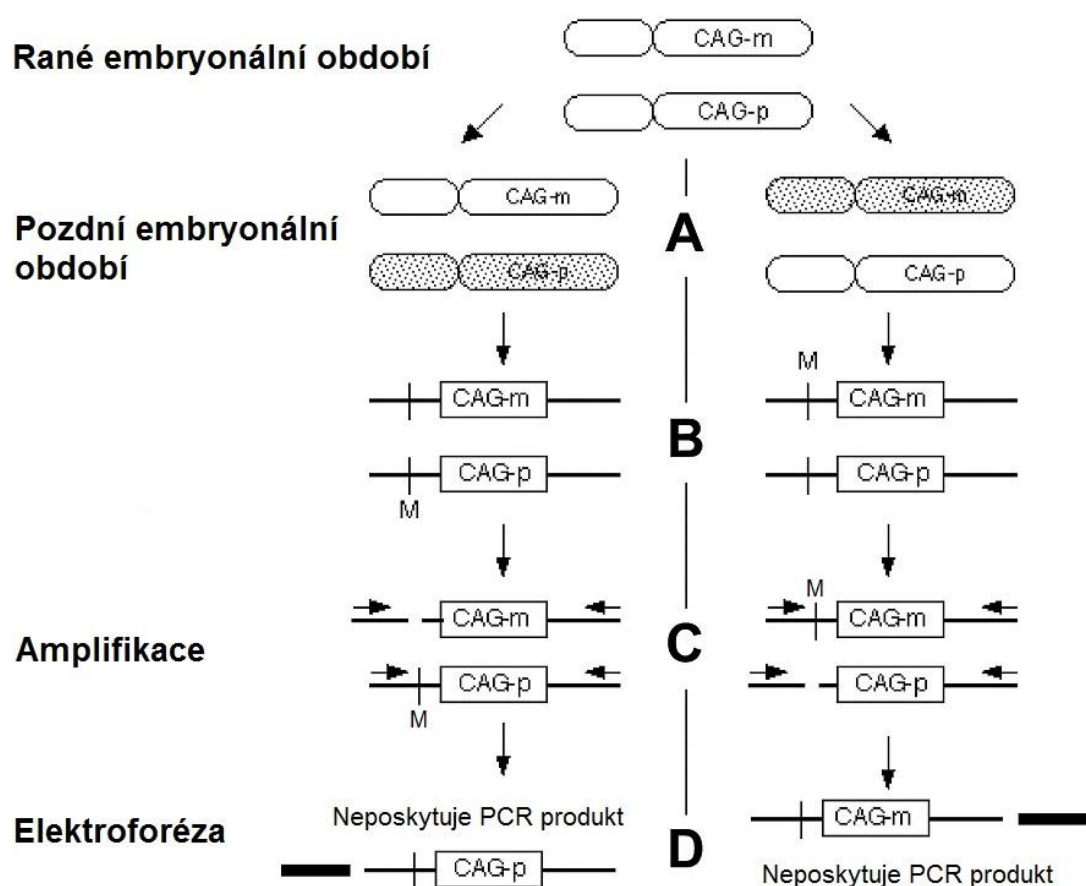 Rané embryonální období
CAG-m
CAG-p
Pozdní embryonální
období
CAG-m
CAG-p
A
CAG-m
CAG-p
M
CAG-m
CAG-p
M
B
CAG-m
CAG-p
Amplifikace
CAG-m
CAG-p
M
C
M
CAG-m
CAG-p
Elektroforéza
Neposkytuje PCR produkt
CAG-p
D
CAG-m
Neposkytuje PCR produkt